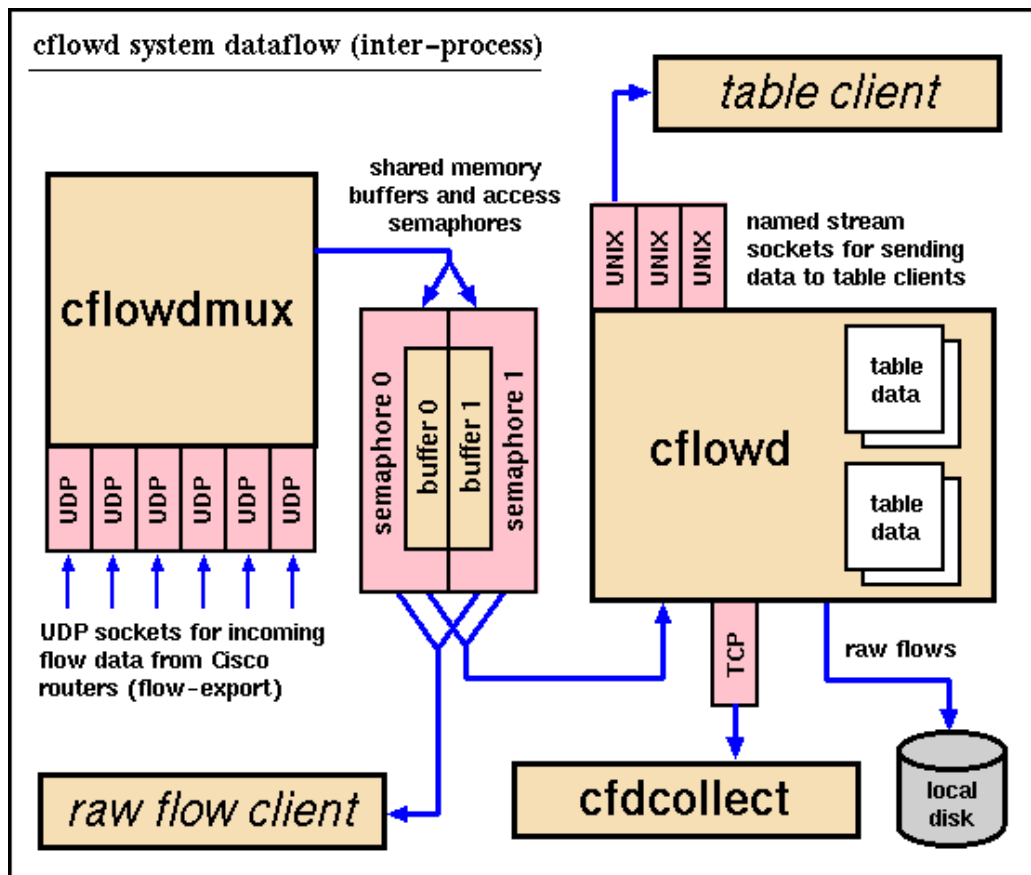 cflowd system dataflow (inter-process)
table client
shared memory
buffers and access
semaphores
cflowdmux
UNIX
UNIX
UNIX
named stream
sockets for sending
data to table clients
semaphore 0
buffer 0
buffer 1
semaphore 1
cflowd
table
data
table
data
UDP
UDP
UDP
UDP
UDP
UDP
UDP sockets for incoming
flow data from Cisco
routers (flow-export)
TCP
raw flows
raw flow client
cfdcollect
local
disk